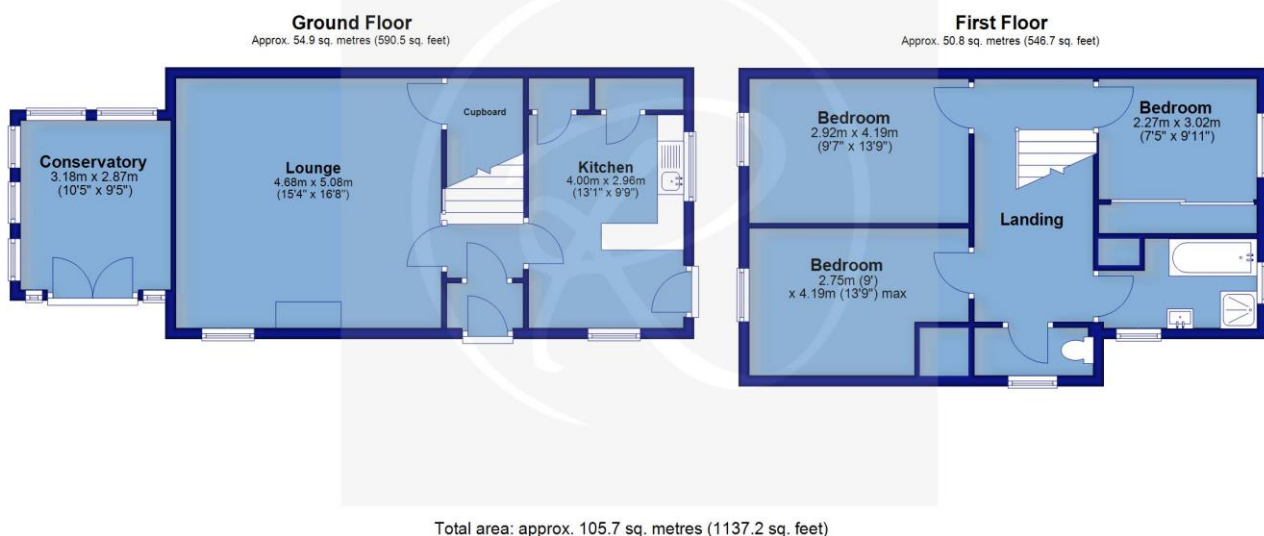 Ground Floor
Approx. 54.9 sq. metres (590.5 sq. feet)
Conservatory
3.18m x 2.87m
(10'5" x 9'5")
Lounge
4.68m x 5.08m
(15'4" x 16'8")
Cupboard
Kitchen
4.00m x 2.96m
(13'1" x 9'9")
First Floor
Approx. 50.8 sq. metres (546.7 sq. feet)
Bedroom
2.92m x 4.19m
(9'7" x 13'9")
Bedroom
2.27m x 3.02m
(7'5" x 9'11")
Landing
Bedroom
2.75m (9')
x 4.19m (13'9") max
Total area: approx. 105.7 sq. metres (1137.2 sq. feet)